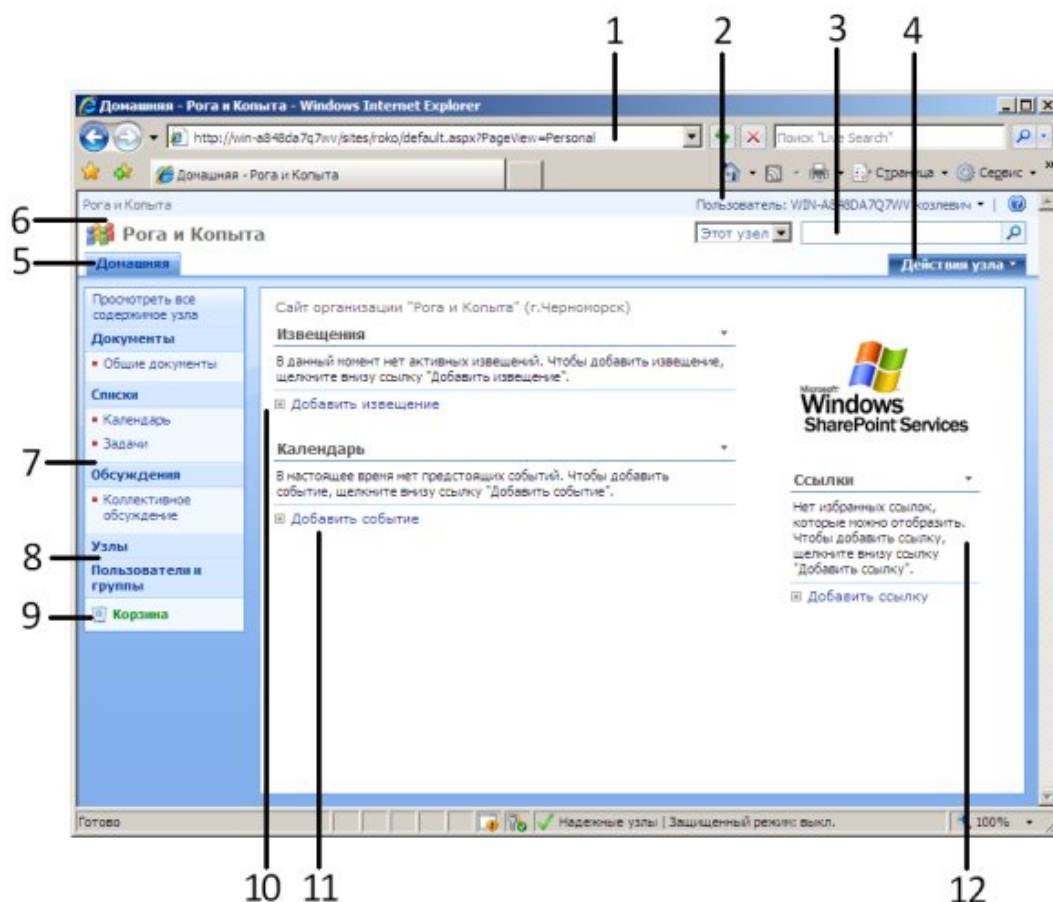 1 2 3 4
Домашняя - Рога и Копыта - Windows Internet Explorer
http://win-a848da7q7wv/sites/roko/default.aspx?PageView=Personal
Поиск "Live Search"
Домашняя - Рога и Копыта
Страница
Сервис
Рога и Копыта
Пользователь: WIN-A848DA7Q7WV\козлевич
6
Рога и Копыта
Этот узел
5
Домашняя
Действия узла
Просмотреть все
содержимое узла
Документы
Общие документы
Списки
Календарь
Задачи
7
Обсуждения
Коллективное
обсуждение
8
Узлы
Пользователи и
группы
9
Корзина
Сайт организации "Рога и Копыта" (г.Черноморск)
Извещения
В данный момент нет активных извещений. Чтобы добавить извещение,
щелкните внизу ссылку "Добавить извещение".
Добавить извещение
Календарь
В настоящее время нет предстоящих событий. Чтобы добавить
событие, щелкните внизу ссылку "Добавить событие".
Добавить событие
Microsoft
Windows
SharePoint Services
Ссылки
Нет избранных ссылок,
которые можно отобразить.
Чтобы добавить ссылку,
щелкните внизу ссылку
"Добавить ссылку".
Добавить ссылку
Готово
Надежные узлы | Защищенный режим: выкл.
100%
10 11 12